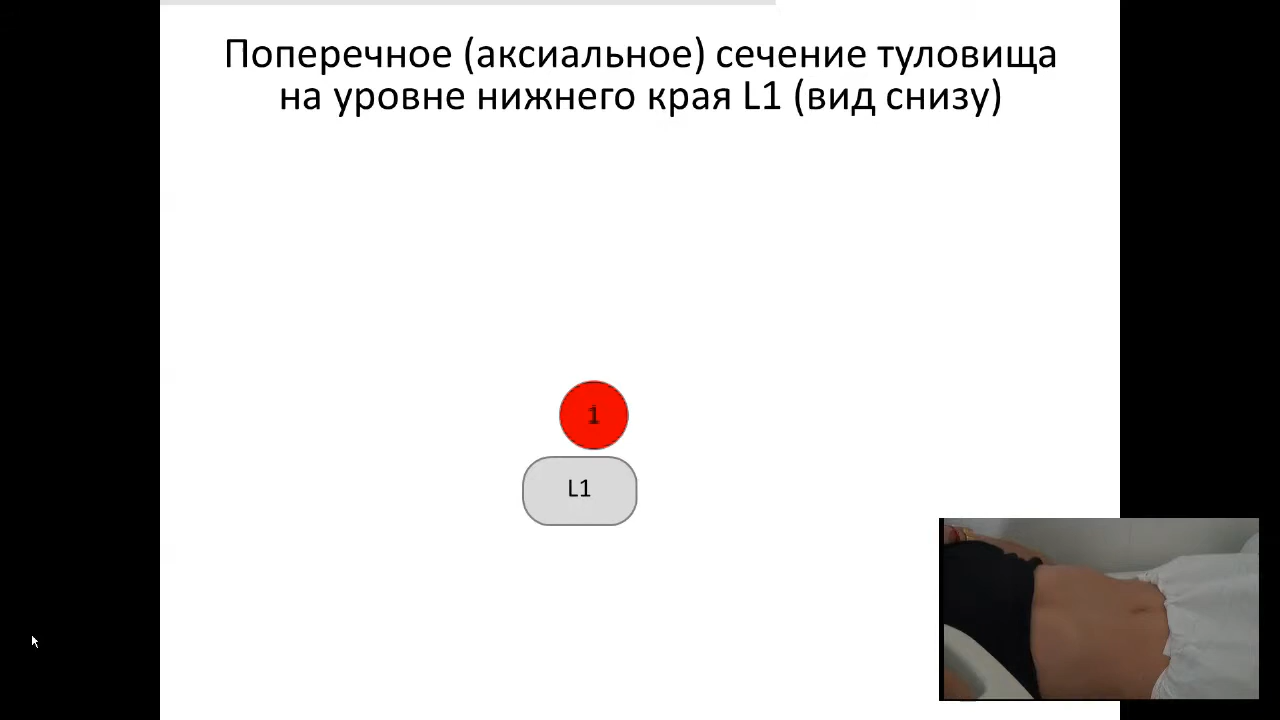 Поперечное (аксиальное) сечение туловища
на уровне нижнего края L1 (вид снизу)
1
L1